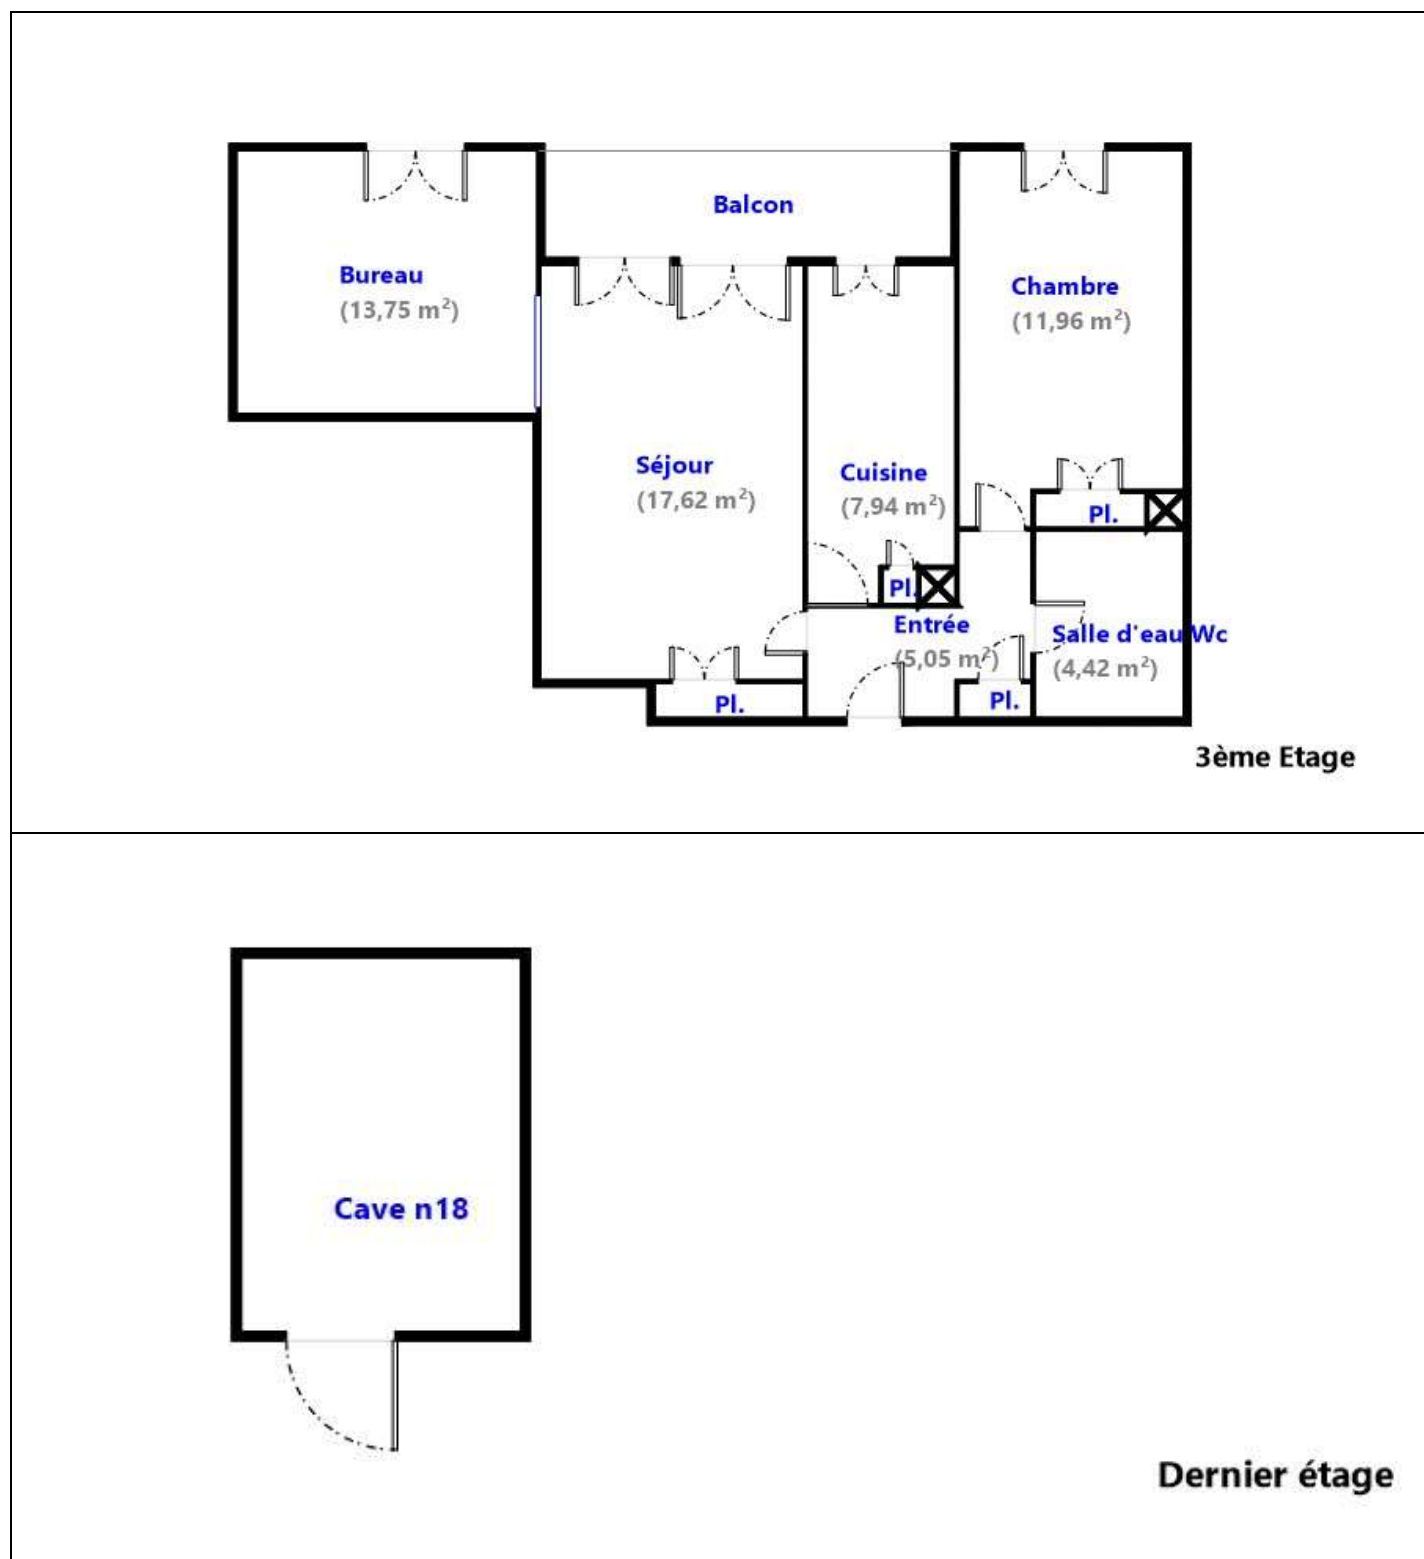 Balcon
Bureau
(13,75 m²)
Chambre
(11,96 m²)
Séjour
(17,62 m²)
Cuisine
(7,94 m²)
Pl.
Pl.
Entrée
(5,05 m²)
Salle d'eau Wc
(4,42 m²)
Pl.
Pl.
3ème Etage
Cave n18
Dernier étage